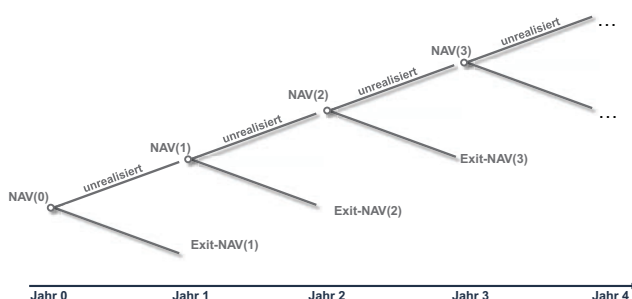 unrealisiert
...
NAV(3)
unrealisiert
NAV(2)
unrealisiert
...
NAV(1)
Exit-NAV(3)
unrealisiert
NAV(0)
Exit-NAV(2)
Exit-NAV(1)
Jahr 0
Jahr 1
Jahr 2
Jahr 3
Jahr 4